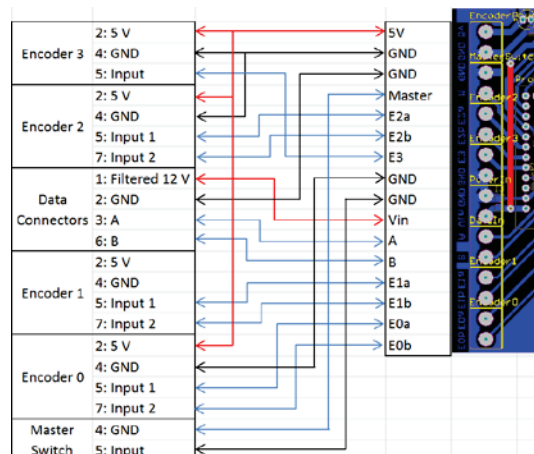 Encoder 3
2: 5 V
4: GND
5: Input
Encoder 2
2: 5 V
4: GND
5: Input 1
7: Input 2
Data
Connectors
1: Filtered 12 V
2: GND
3: A
6: B
Encoder 1
2: 5 V
4: GND
5: Input 1
7: Input 2
Encoder 0
2: 5 V
4: GND
5: Input 1
7: Input 2
Master
Switch
4: GND
5: Input
5V
GND
GND
Master
E2a
E2b
E3
GND
GND
Vin
A
B
E1a
E1b
E0a
E0b
Encoder2
Encoder3
PowerIn
DataIn
Encoder1
Encoder0